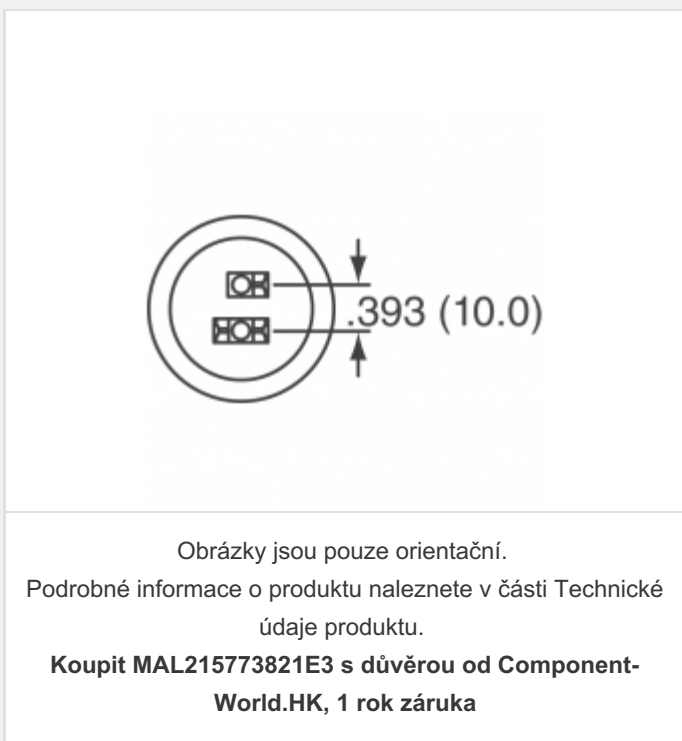 .393 (10.0)
Obrázky jsou pouze orientační.
Podrobné informace o produktu naleznete v části Technické
údaje produktu.
Koupit MAL215773821E3 s důvěrou od Component-
World.HK, 1 rok záruka